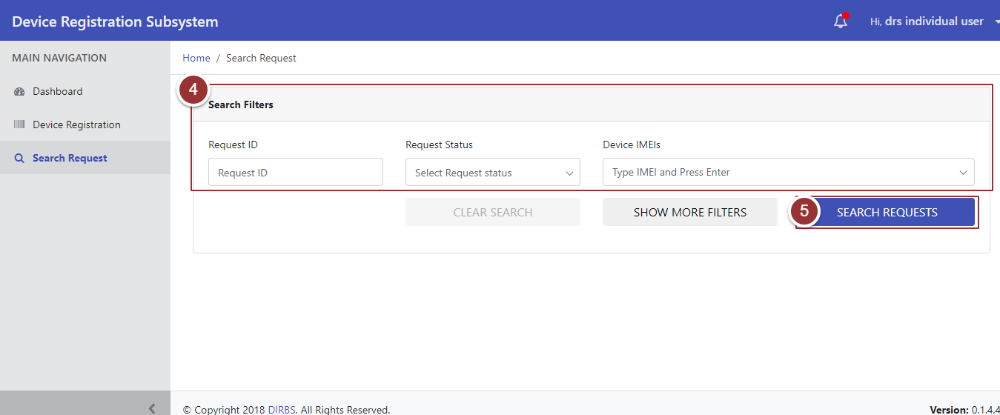 Device Registration Subsystem
Hi, drs individual user
MAIN NAVIGATION
Dashboard
Device Registration
Search Request
Home / Search Request
4
Search Filters
Request ID
Request Status
Device IMEIs
Request ID
Select Request status
Type IMEI and Press Enter
CLEAR SEARCH
SHOW MORE FILTERS
5
SEARCH REQUESTS
© Copyright 2018 DIRBS. All Rights Reserved.
Version: 0.1.4.4